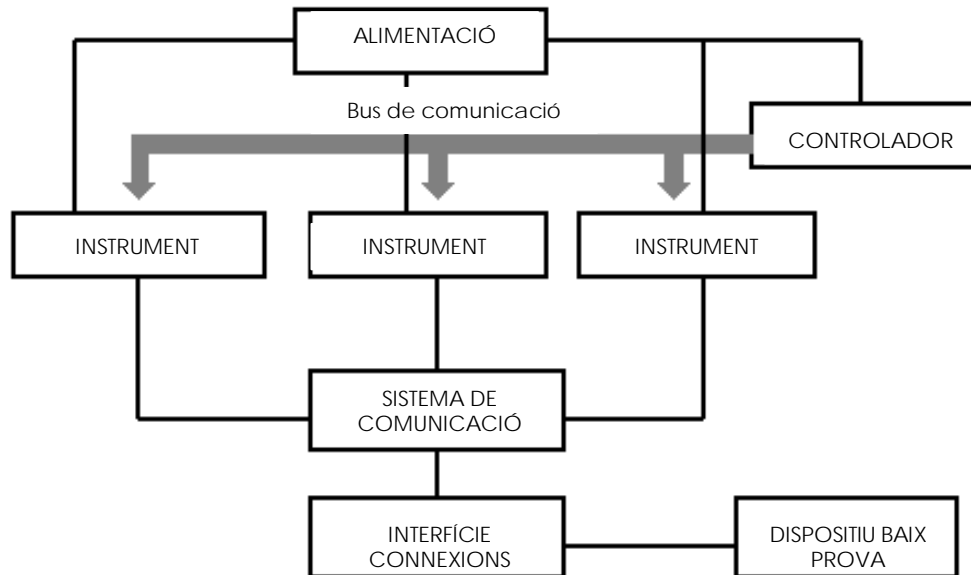 ALIMENTACIÓ
Bus de comunicació
CONTROLADOR
INSTRUMENT
INSTRUMENT
INSTRUMENT
SISTEMA DE
COMUNICACIÓ
INTERFÍCIE
CONNEXIONS
DISPOSITIU BAIX
PROVA